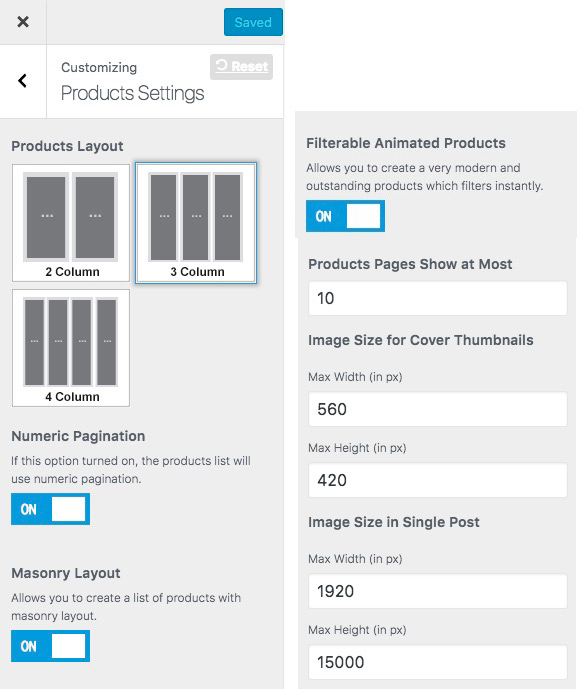 Saved
Customizing
Reset
Products Settings
Products Layout
2 Column
3 Column
4 Column
Numeric Pagination
If this option turned on, the products list will
use numeric pagination.
ON
Masonry Layout
Allows you to create a list of products with
masonry layout.
ON
Filterable Animated Products
Allows you to create a very modern and
outstanding products which filters instantly.
ON
Products Pages Show at Most
10
Image Size for Cover Thumbnails
Max Width (in px)
560
Max Height (in px)
420
Image Size in Single Post
Max Width (in px)
1920
Max Height (in px)
15000